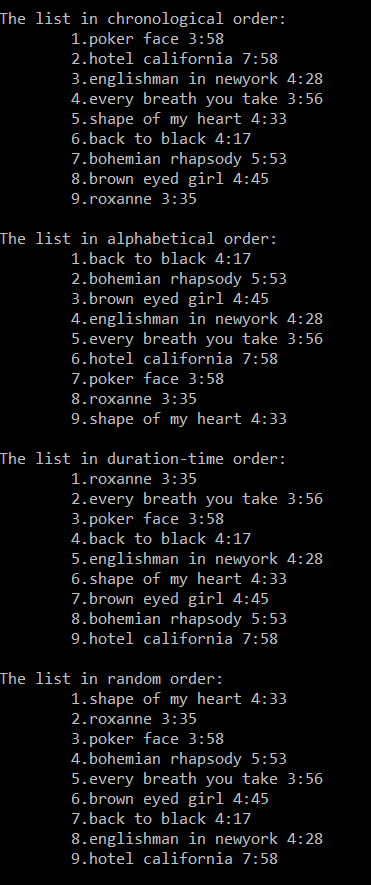 The list in chronological order:
1.poker face 3:58
2.hotel california 7:58
3.englishman in newyork 4:28
4.every breath you take 3:56
5.shape of my heart 4:33
6.back to black 4:17
7.bohemian rhapsody 5:53
8.brown eyed girl 4:45
9.roxanne 3:35
The list in alphabetical order:
1.back to black 4:17
2.bohemian rhapsody 5:53
3.brown eyed girl 4:45
4.englishman in newyork 4:28
5.every breath you take 3:56
6.hotel california 7:58
7.poker face 3:58
8.roxanne 3:35
9.shape of my heart 4:33
The list in duration-time order:
1.roxanne 3:35
2.every breath you take 3:56
3.poker face 3:58
4.back to black 4:17
5.englishman in newyork 4:28
6.shape of my heart 4:33
7.brown eyed girl 4:45
8.bohemian rhapsody 5:53
9.hotel california 7:58
The list in random order:
1.shape of my heart 4:33
2.roxanne 3:35
3.poker face 3:58
4.bohemian rhapsody 5:53
5.every breath you take 3:56
6.brown eyed girl 4:45
7.back to black 4:17
8.englishman in newyork 4:28
9.hotel california 7:58